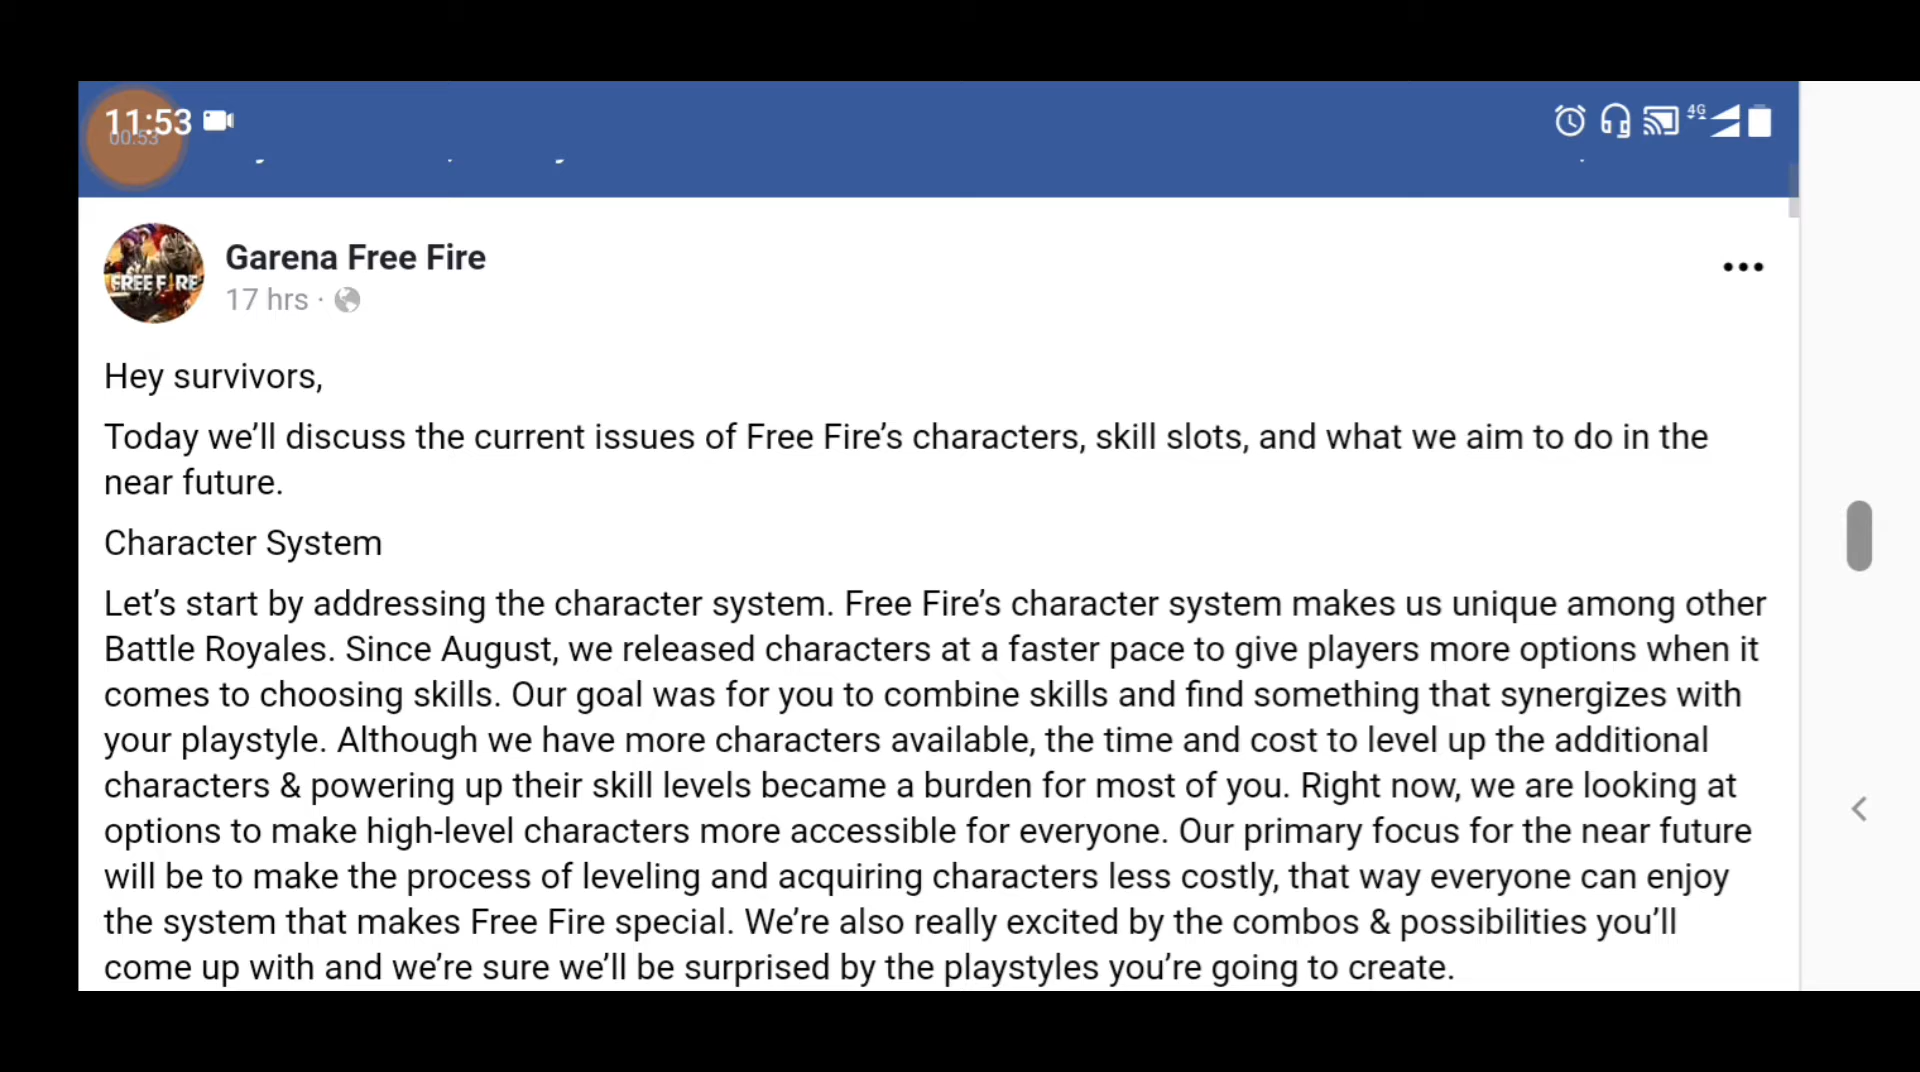 11:53
00:53
4G
FREE FIRE
Garena Free Fire
17 hrs ·
Hey survivors,
Today we’ll discuss the current issues of Free Fire’s characters, skill slots, and what we aim to do in the
near future.
Character System
Let’s start by addressing the character system. Free Fire’s character system makes us unique among other
Battle Royales. Since August, we released characters at a faster pace to give players more options when it
comes to choosing skills. Our goal was for you to combine skills and find something that synergizes with
your playstyle. Although we have more characters available, the time and cost to level up the additional
characters & powering up their skill levels became a burden for most of you. Right now, we are looking at
options to make high-level characters more accessible for everyone. Our primary focus for the near future
will be to make the process of leveling and acquiring characters less costly, that way everyone can enjoy
the system that makes Free Fire special. We’re also really excited by the combos & possibilities you’ll
come up with and we’re sure we’ll be surprised by the playstyles you’re going to create.